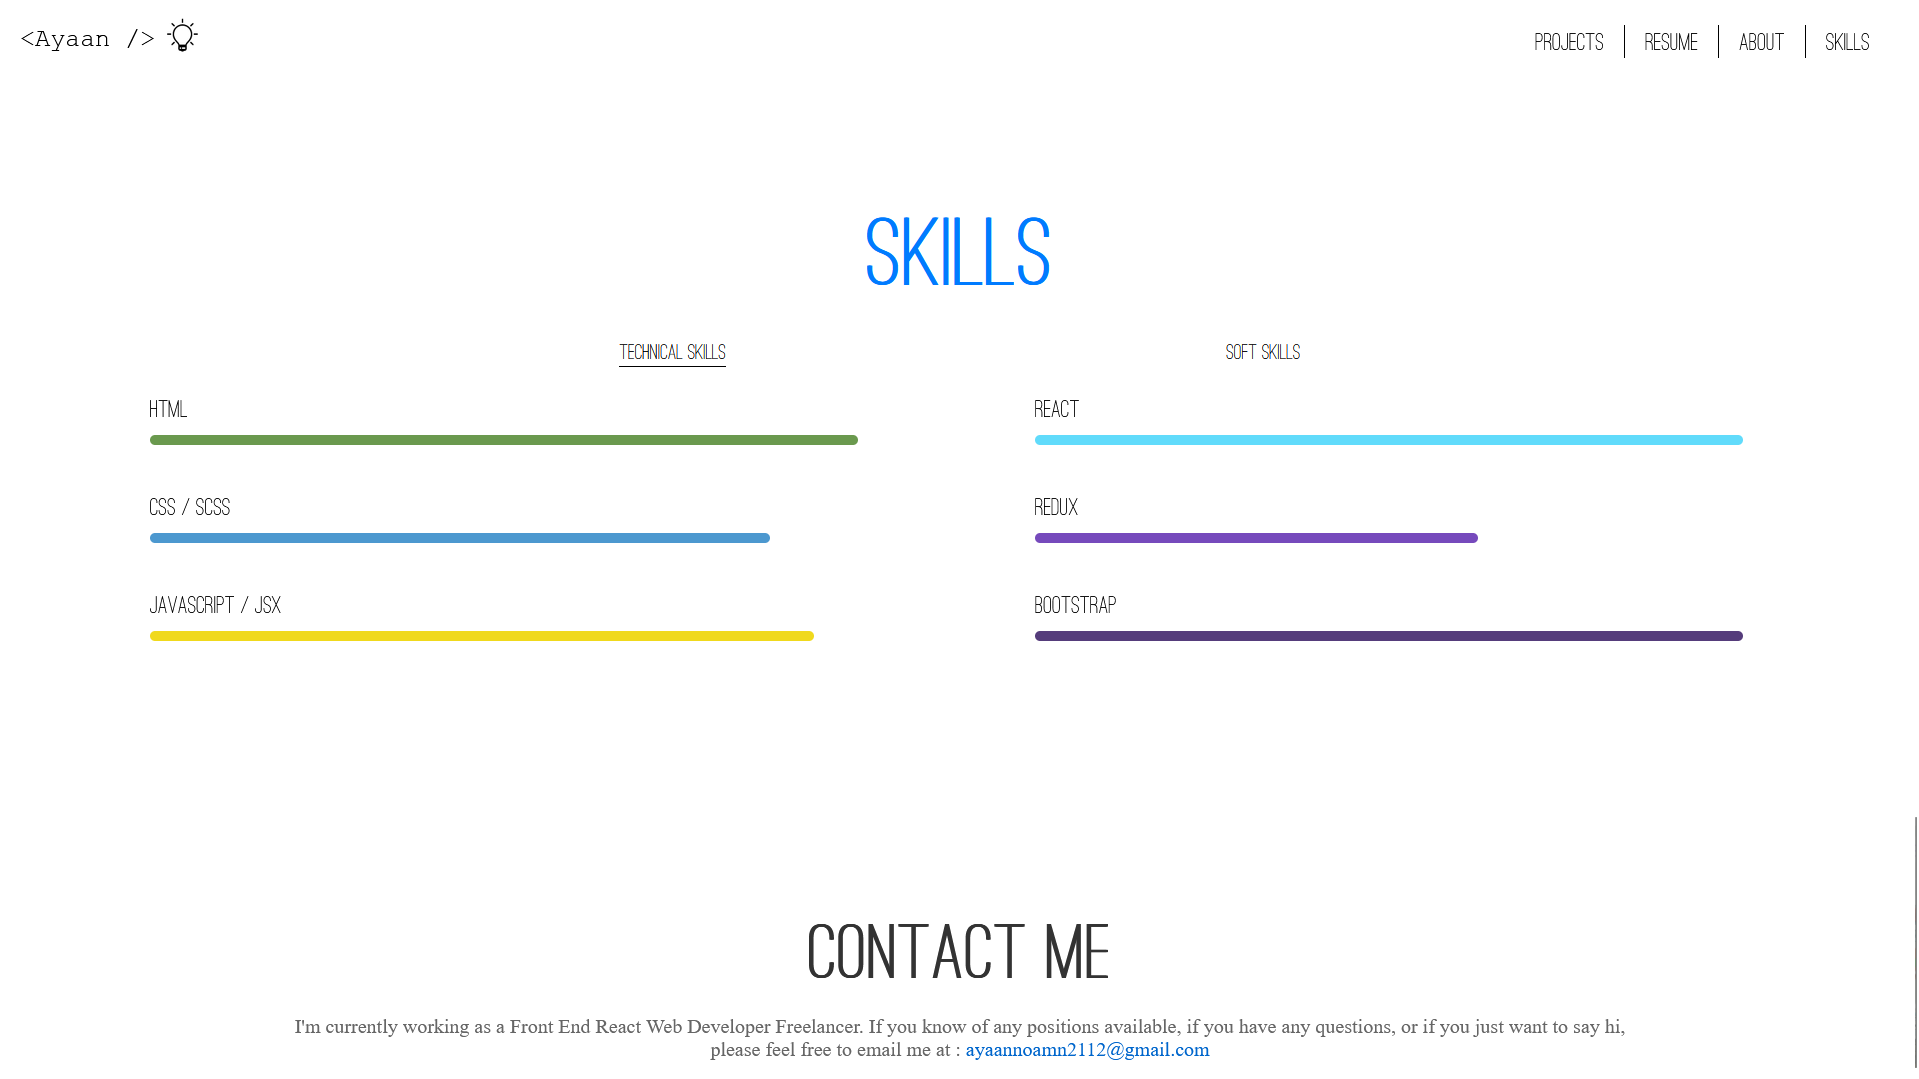 <Ayaan />
PROJECTS
RESUME
ABOUT
SKILLS
SKILLS
TECHNICAL SKILLS
SOFT SKILLS
HTML
REACT
CSS / SCSS
REDUX
JAVASCRIPT / JSX
BOOTSTRAP
CONTACT ME
I'm currently working as a Front End React Web Developer Freelancer. If you know of any positions available, if you have any questions, or if you just want to say hi,
please feel free to email me at : ayaannoamn2112@gmail.com